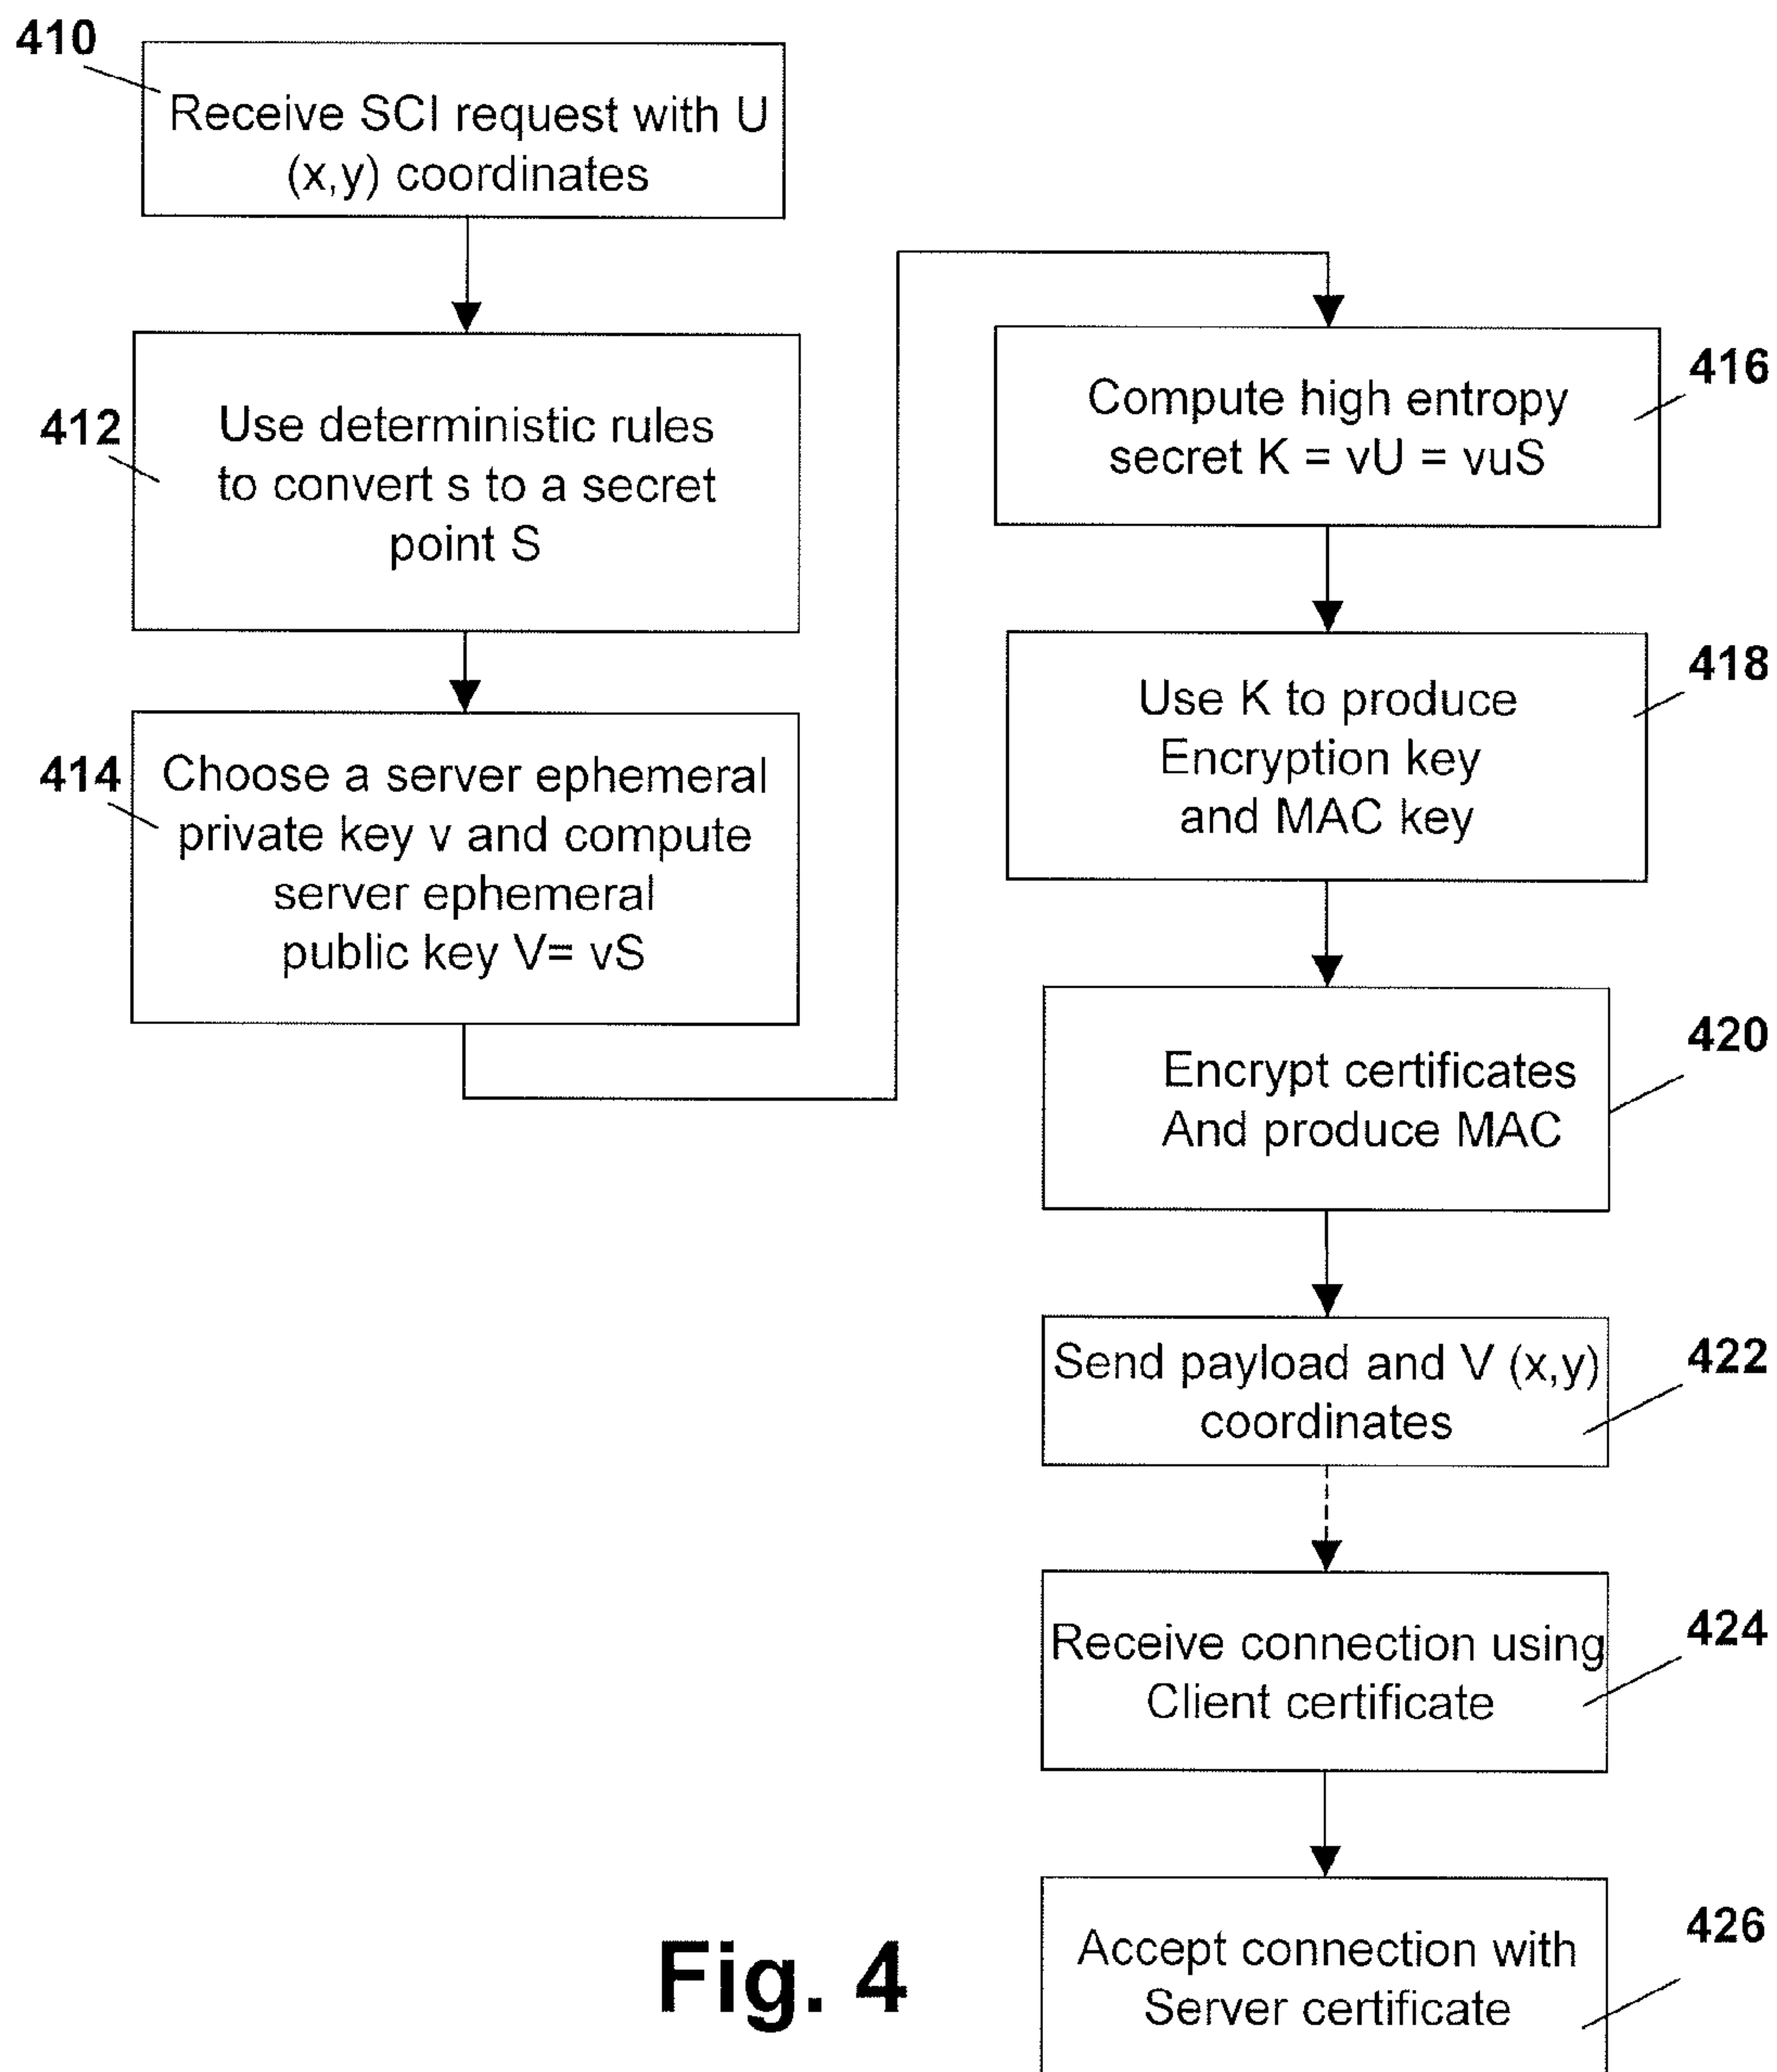 410
Receive SCI request with U
(x,y) coordinates
412
Use deterministic rules
to convert s to a secret
point S
414
Choose a server ephemeral
private key v and compute
server ephemeral
public key V= vS
416
Compute high entropy
secret K = vU = vuS
418
Use K to produce
Encryption key
and MAC key
420
Encrypt certificates
And produce MAC
422
Send payload and V (x,y)
coordinates
424
Receive connection using
Client certificate
426
Accept connection with
Server certificate
Fig. 4